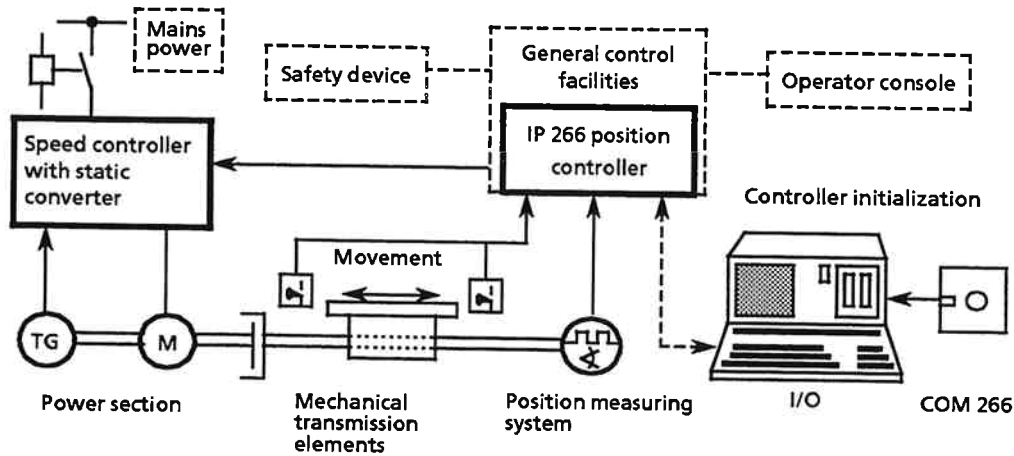 Mains
power
Safety device
General control
facilities
Operator console
Speed controller
with static
converter
IP 266 position
controller
Controller initialization
Movement
TG
M
Power section
Mechanical
transmission
elements
Position measuring
system
I/O
COM 266